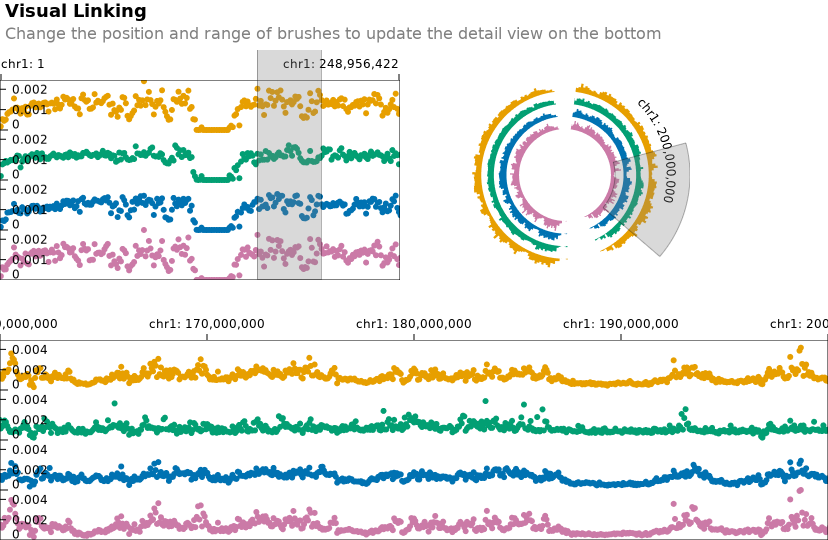 Visual Linking
Change the position and range of brushes to update the detail view on the bottom
chr1: 1
chr1: 248,956,422
0.002
0.001
0
0.002
0.001
0
0.002
0.001
0
0.002
0.001
0
chr1: 200,000,000
0,000,000
chr1: 170,000,000
chr1: 180,000,000
chr1: 190,000,000
chr1: 200
0.004
0.002
0
0.004
0.002
0
0.004
0.002
0
0.004
0.002
0